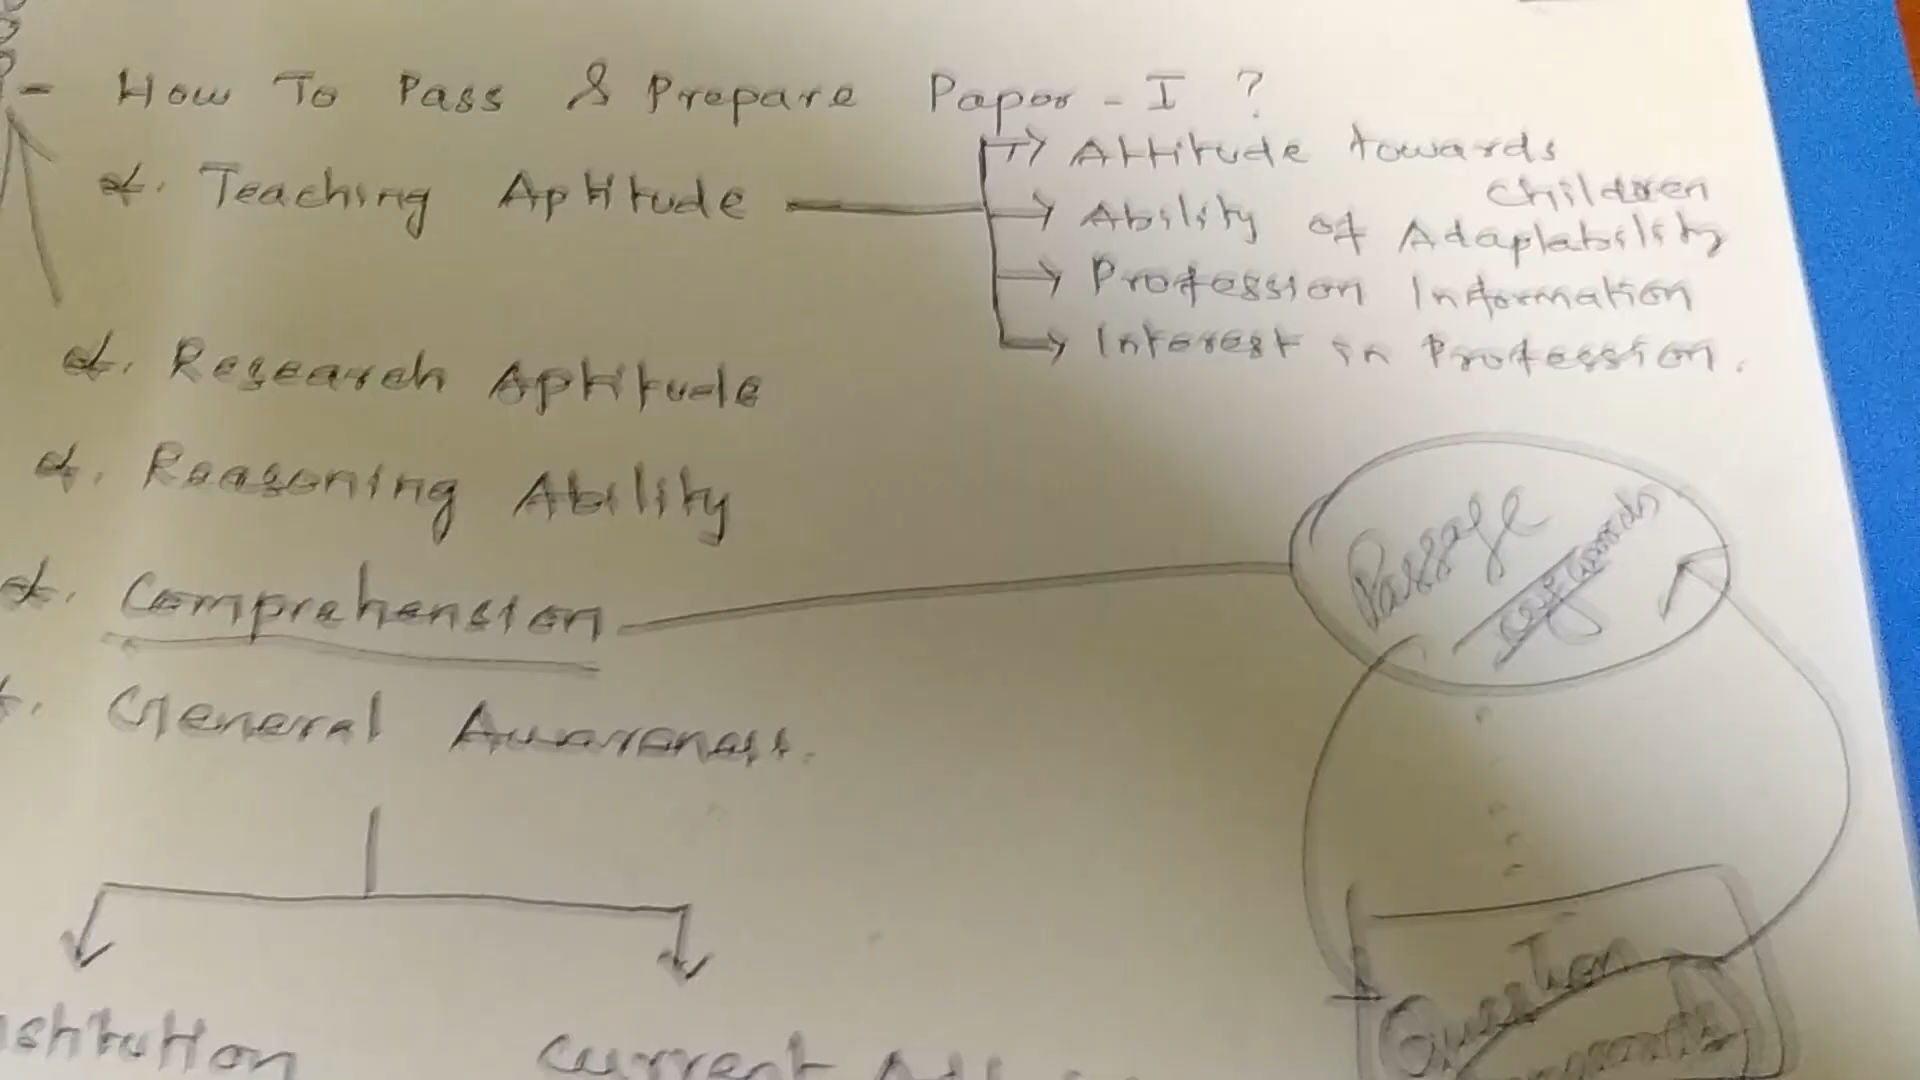 - How To Pass & Prepare Paper - I ?
Teaching Aptitude
→ Attitude towards
Children
→ Ability of Adaptability
→ Profession Information
→ Interest in Profession.
Research Aptitude
Reasoning Ability
Comprehension
Passage
General Awareness.
Question
Current